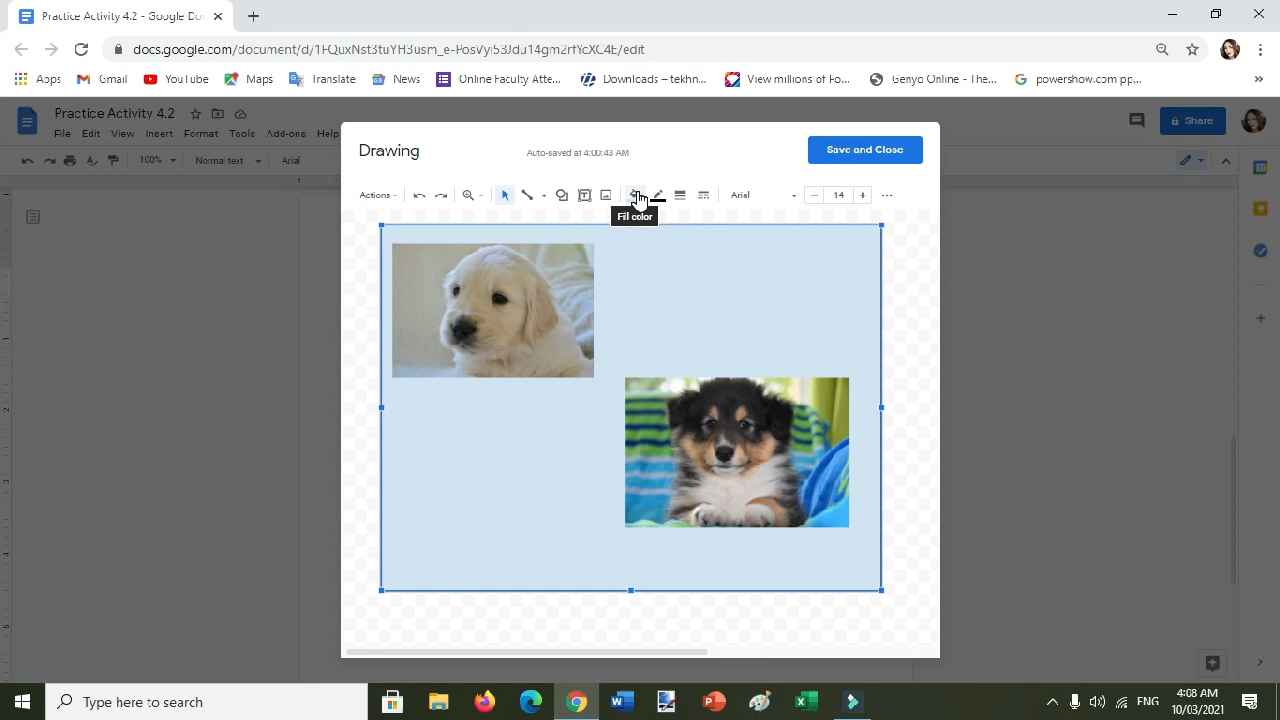 Practice Activity 4.2 - Google Doc
docs.google.com/document/d/1FQuxNst3tuYH3usm_e-PosVyi53Jdu14gm2rfYcXC4E/edit
Apps Gmail YouTube Maps Translate News Online Faculty Atte... Downloads – tekhn... View millions of Fo... Genyo Online - The... powershow.com pp...
Practice Activity 4.2
Share
File Edit View Insert Format Tools Add-ons Help
100% Normal text Arial
Drawing
Auto-saved at 4:00:43 AM
Save and Close
Actions
Arial
14
Fill color
Type here to search
ENG
4:08 AM
10/03/2021